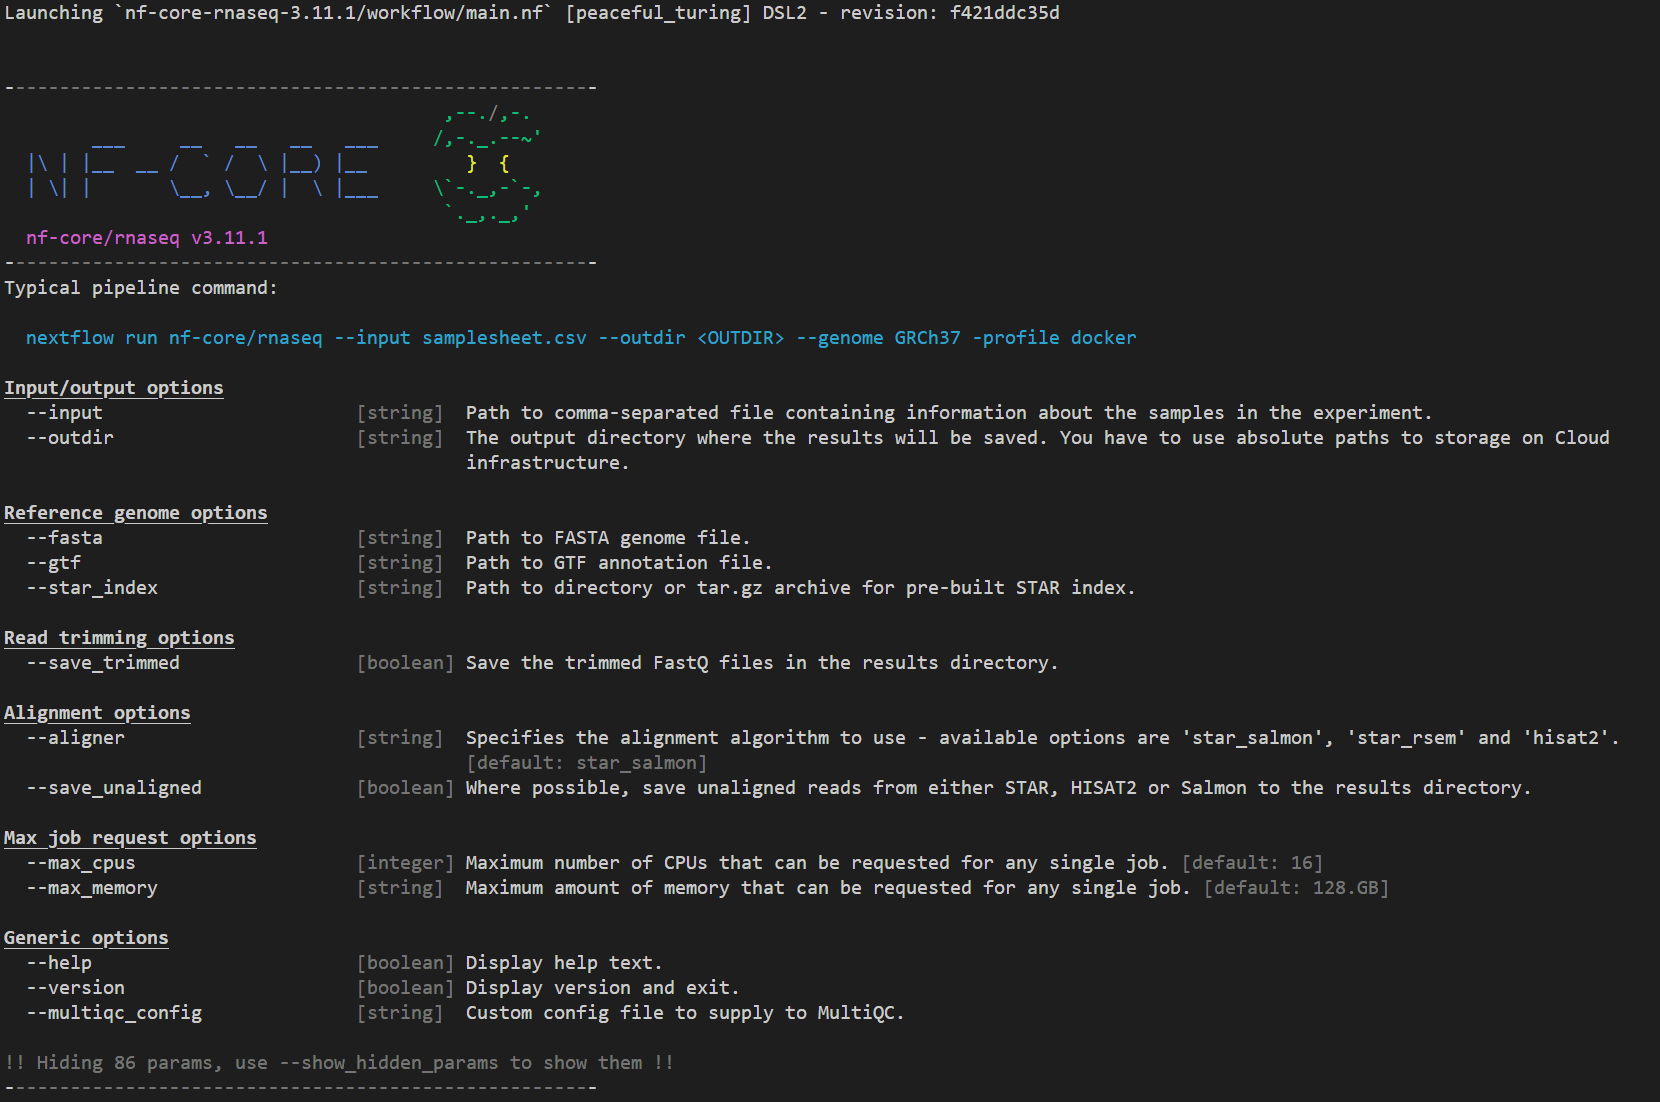 Launching `nf-core-rnaseq-3.11.1/workflow/main.nf` [peaceful_turing] DSL2 - revision: f421ddc35d
------------------------------------------------------
                                        ,--./,-.
        ___     __   __   __   ___     /,-._.--~'
  |\ | |__  __ /  ` /  \ |__) |__         }  {
  | \| |       \__, \__/ |  \ |___     \`-._,-`-,
                                        `._,._,'
  nf-core/rnaseq v3.11.1
------------------------------------------------------
Typical pipeline command:
  nextflow run nf-core/rnaseq --input samplesheet.csv --outdir <OUTDIR> --genome GRCh37 -profile docker
Input/output options
  --input                       [string]  Path to comma-separated file containing information about the samples in the experiment.
  --outdir                      [string]  The output directory where the results will be saved. You have to use absolute paths to storage on Cloud
                                          infrastructure.
Reference genome options
  --fasta                       [string]  Path to FASTA genome file.
  --gtf                         [string]  Path to GTF annotation file.
  --star_index                  [string]  Path to directory or tar.gz archive for pre-built STAR index.
Read trimming options
  --save_trimmed                [boolean] Save the trimmed FastQ files in the results directory.
Alignment options
  --aligner                     [string]  Specifies the alignment algorithm to use - available options are 'star_salmon', 'star_rsem' and 'hisat2'.
                                          [default: star_salmon]
  --save_unaligned              [boolean] Where possible, save unaligned reads from either STAR, HISAT2 or Salmon to the results directory.
Max job request options
  --max_cpus                    [integer] Maximum number of CPUs that can be requested for any single job. [default: 16]
  --max_memory                  [string]  Maximum amount of memory that can be requested for any single job. [default: 128.GB]
Generic options
  --help                        [boolean] Display help text.
  --version                     [boolean] Display version and exit.
  --multiqc_config              [string]  Custom config file to supply to MultiQC.
!! Hiding 86 params, use --show_hidden_params to show them !!
------------------------------------------------------